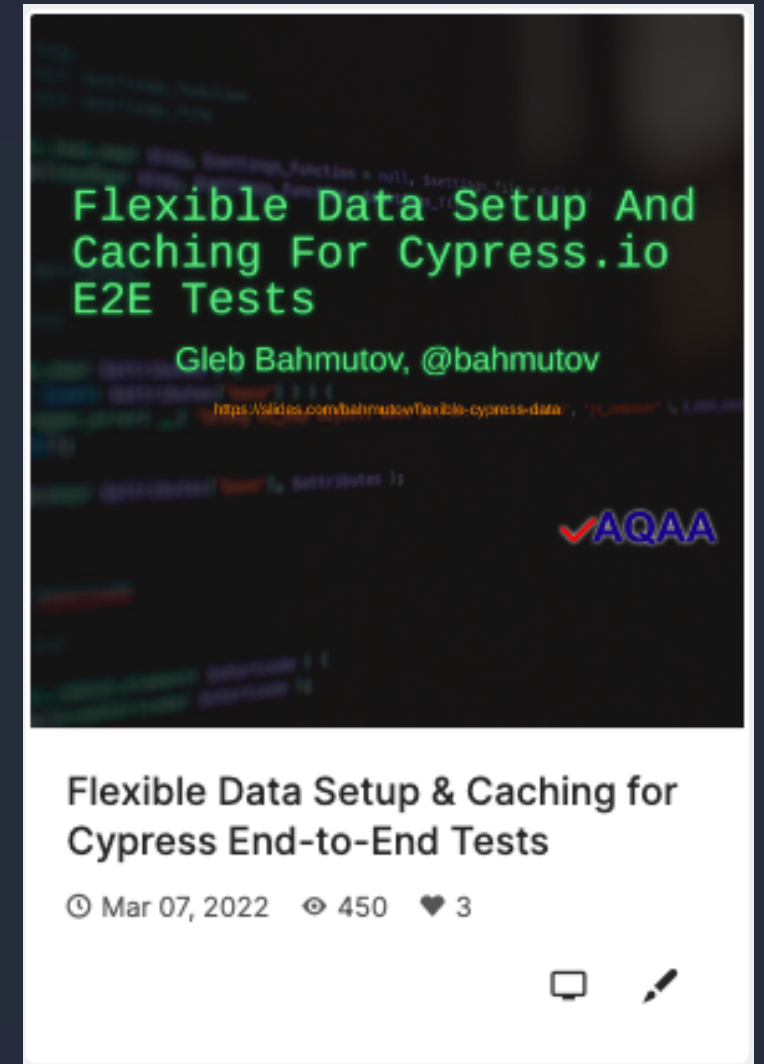 Flexible Data Setup And
Caching For Cypress.io
E2E Tests
Gleb Bahmutov, @bahmutov
https://slides.com/bahmutov/flexible-cypress-data
AQAA
Flexible Data Setup & Caching for
Cypress End-to-End Tests
Mar 07, 2022 450 3